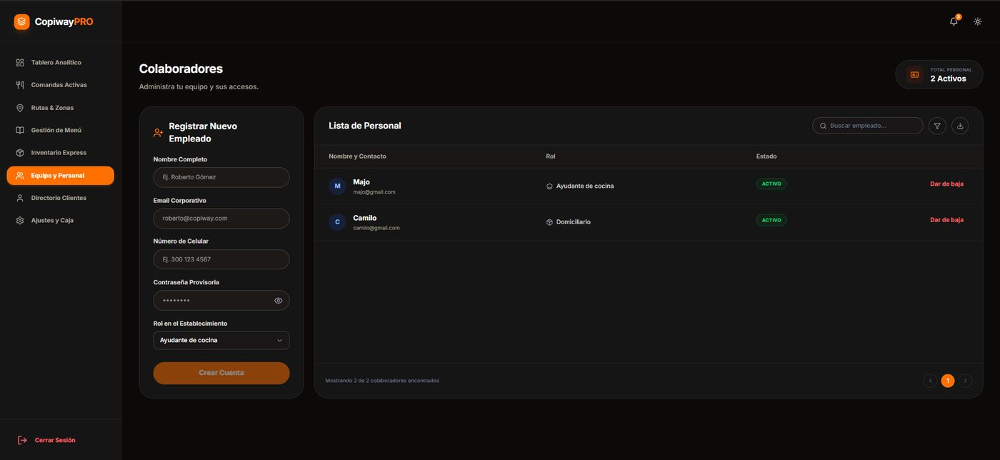 CopiwayPRO
3
Tablero Analítico
Comandas Activas
Rutas & Zonas
Gestión de Menú
Inventario Express
Equipo y Personal
Directorio Clientes
Ajustes y Caja
Cerrar Sesión
Colaboradores
Administra tu equipo y sus accesos.
TOTAL PERSONAL
2 Activos
Registrar Nuevo
Empleado
Nombre Completo
Ej. Roberto Gómez
Email Corporativo
roberto@copiway.com
Número de Celular
Ej. 300 123 4567
Contraseña Provisoria
••••••••
Rol en el Establecimiento
Ayudante de cocina
Crear Cuenta
Lista de Personal
Buscar empleado...
Nombre y Contacto Rol Estado
M Majo
majo@gmail.com
Ayudante de cocina
ACTIVO
Dar de baja
C Camilo
camilo@gmail.com
Domiciliario
ACTIVO
Dar de baja
Mostrando 2 de 2 colaboradores encontrados
1